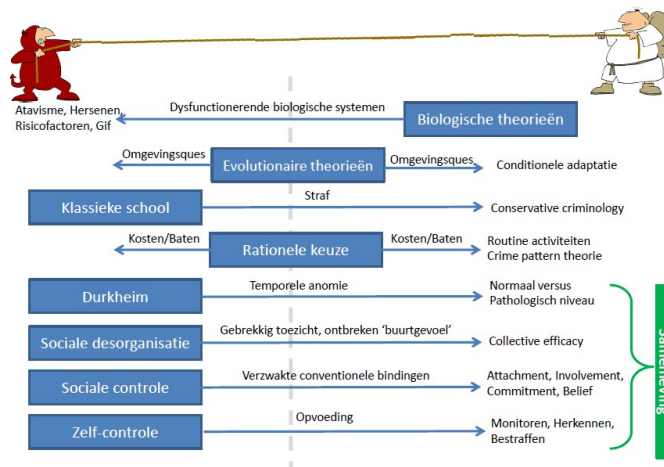 Atavisme, Hersenen,
Risicofactoren, Gif
Dysfunctionerende biologische systemen
Biologische theorieën
Omgevingsques
Evolutionaire theorieën
Omgevingsques
Conditionele adaptatie
Klassieke school
Straf
Conservative criminology
Kosten/Baten
Rationele keuze
Kosten/Baten
Routine activiteiten
Crime pattern theorie
Durkheim
Temporele anomie
Normaal versus
Pathologisch niveau
Sociale desorganisatie
Gebrekkig toezicht, ontbreken ‘buurtgevoel’
Collective efficacy
Sociale controle
Verzwakte conventionele bindingen
Attachment, Involvement,
Commitment, Belief
Zelf-controle
Opvoeding
Monitoren, Herkennen,
Bestraffen
Samenleving